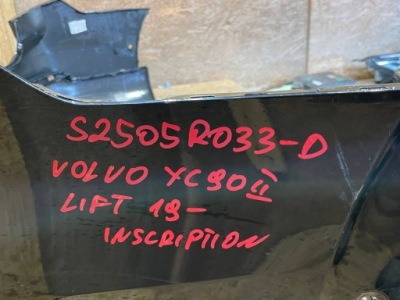 S2505R033-D
VOLVO XC90 II
LIFT 19-
INSCRIPTION